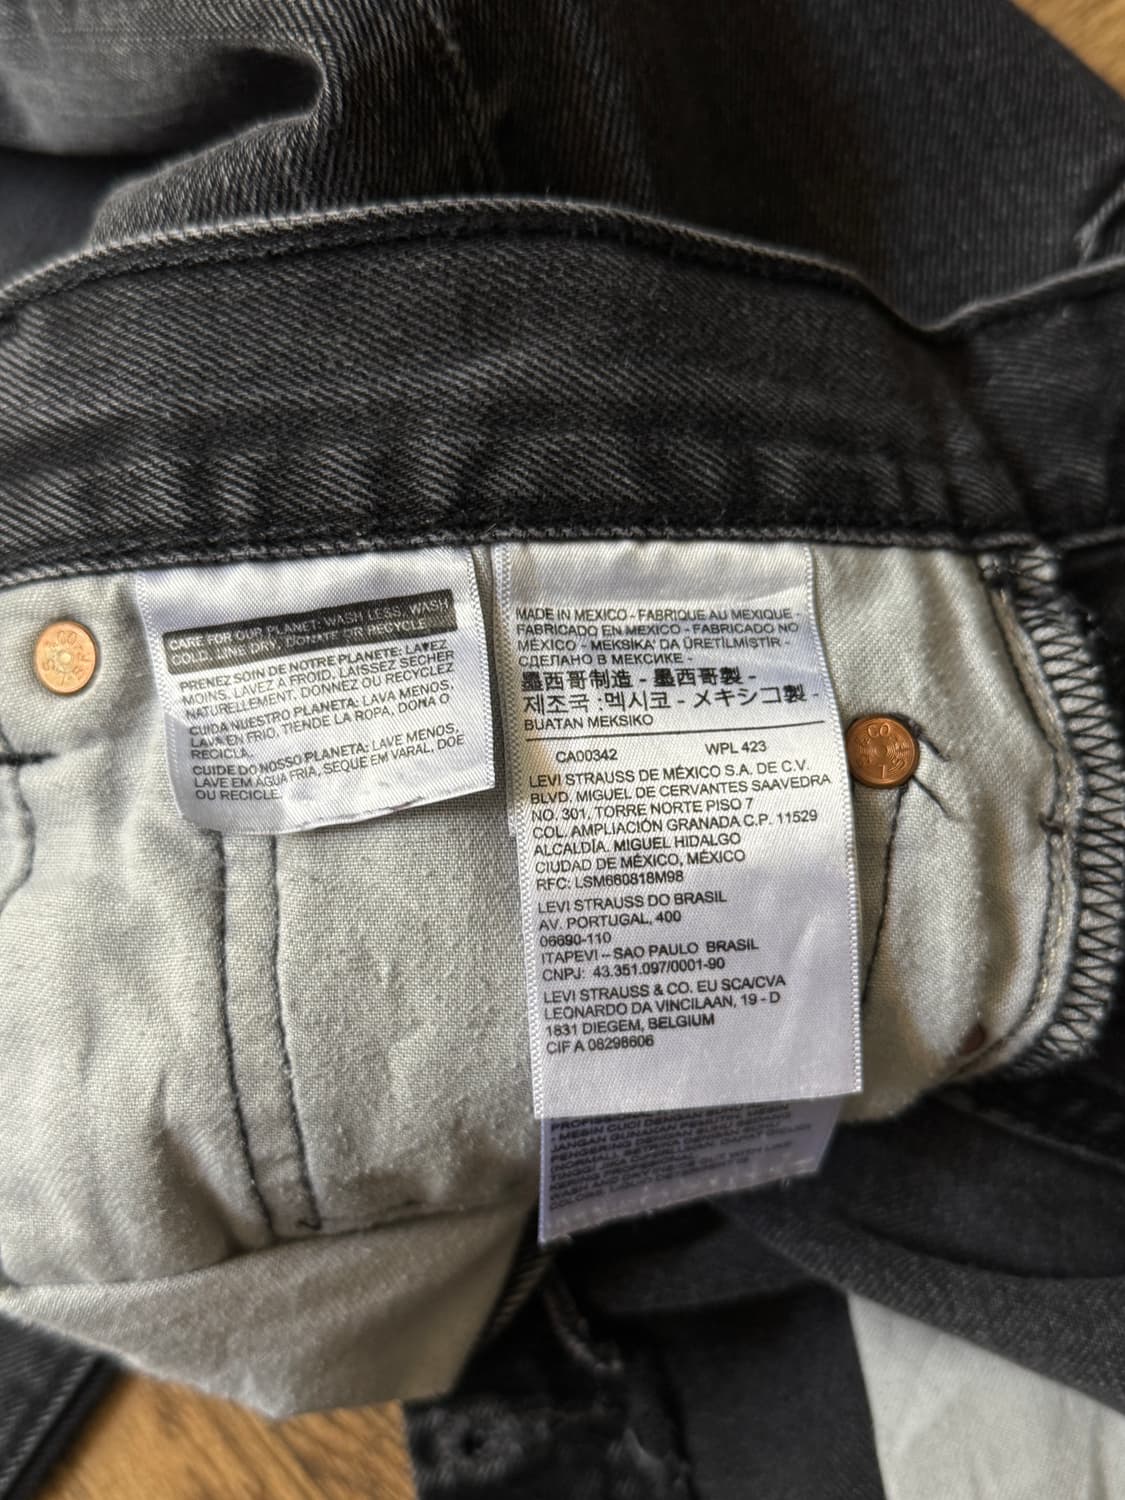 CARE FOR OUR PLANET: WASH LESS, WASH
COLD, LINE DRY, DONATE OR RECYCLE.
PRENEZ SOIN DE NOTRE PLANETE: LAVEZ
MOINS, LAVEZ A FROID, LAISSEZ SECHER
NATURELLEMENT, DONNEZ OU RECYCLEZ
CUIDA NUESTRO PLANETA: LAVA MENOS,
LAVA EN FRIO, TIENDE LA ROPA, DONA O
RECICLA.
CUIDE DO NOSSO PLANETA: LAVE MENOS,
LAVE EM AGUA FRIA, SEQUE EM VARAL, DOE
OU RECICLE.
MADE IN MEXICO - FABRIQUE AU MEXIQUE -
FABRICADO EN MEXICO - FABRICADO NO
MÉXICO - MEKSIKA' DA ÜRETILMIŞTIR -
СДЕЛАНО В МЕКСИКЕ -
墨西哥制造 - 墨西哥製 -
제조국 :멕시코 - メキシコ製 -
BUATAN MEKSIKO
CA00342 WPL 423
LEVI STRAUSS DE MÉXICO S.A. DE C.V.
BLVD. MIGUEL DE CERVANTES SAAVEDRA
NO. 301, TORRE NORTE PISO 7
COL. AMPLIACIÓN GRANADA C.P. 11529
ALCALDÍA. MIGUEL HIDALGO
CIUDAD DE MÉXICO, MÉXICO
RFC: LSM660818M98
LEVI STRAUSS DO BRASIL
AV. PORTUGAL, 400
06690-110
ITAPEVI – SAO PAULO BRASIL
CNPJ: 43.351.097/0001-90
LEVI STRAUSS & CO. EU SCA/CVA
LEONARDO DA VINCILAAN, 19 - D
1831 DIEGEM, BELGIUM
CIF A 08298606